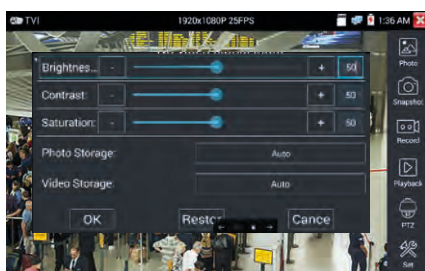 TVI 1920x1080P 25FPS 1:36 AM
Brightnes... - + 50
Photo
Contrast: - + 50
Snapshot
Saturation: - + 50
Record
Photo Storage: Auto
Playback
Video Storage: Auto
PTZ
OK Restor Cance
Set